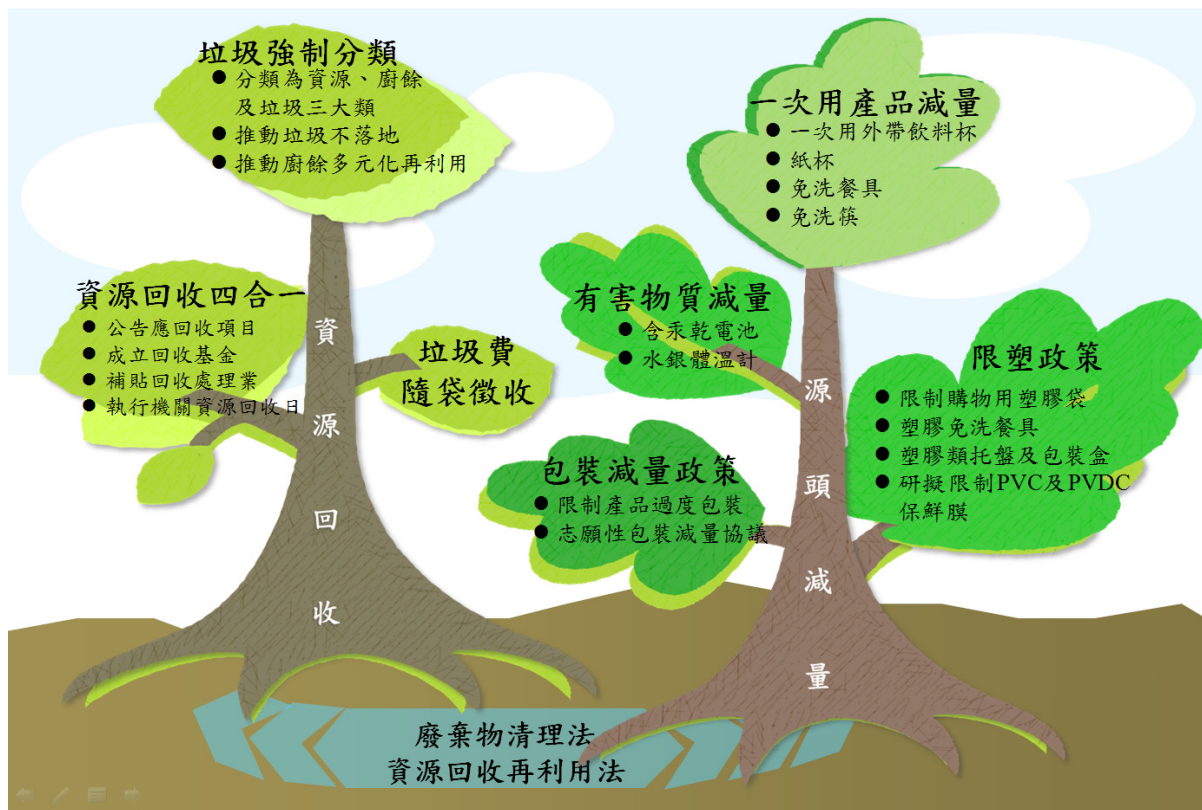 垃圾強制分類
● 分類為資源、廚餘
及垃圾三大類
● 推動垃圾不落地
● 推動廚餘多元化再利用
資源回收四合一
● 公告應回收項目
● 成立回收基金
● 補貼回收處理業
● 執行機關資源回收日
垃圾費
隨袋徵收
資源回收
一次用產品減量
● 一次用外帶飲料杯
● 紙杯
● 免洗餐具
● 免洗筷
有害物質減量
● 含汞乾電池
● 水銀體溫計
限塑政策
● 限制購物用塑膠袋
● 塑膠免洗餐具
● 塑膠類托盤及包裝盒
● 研擬限制PVC及PVDC
保鮮膜
包裝減量政策
● 限制產品過度包裝
● 志願性包裝減量協議
源頭減量
廢棄物清理法
資源回收再利用法